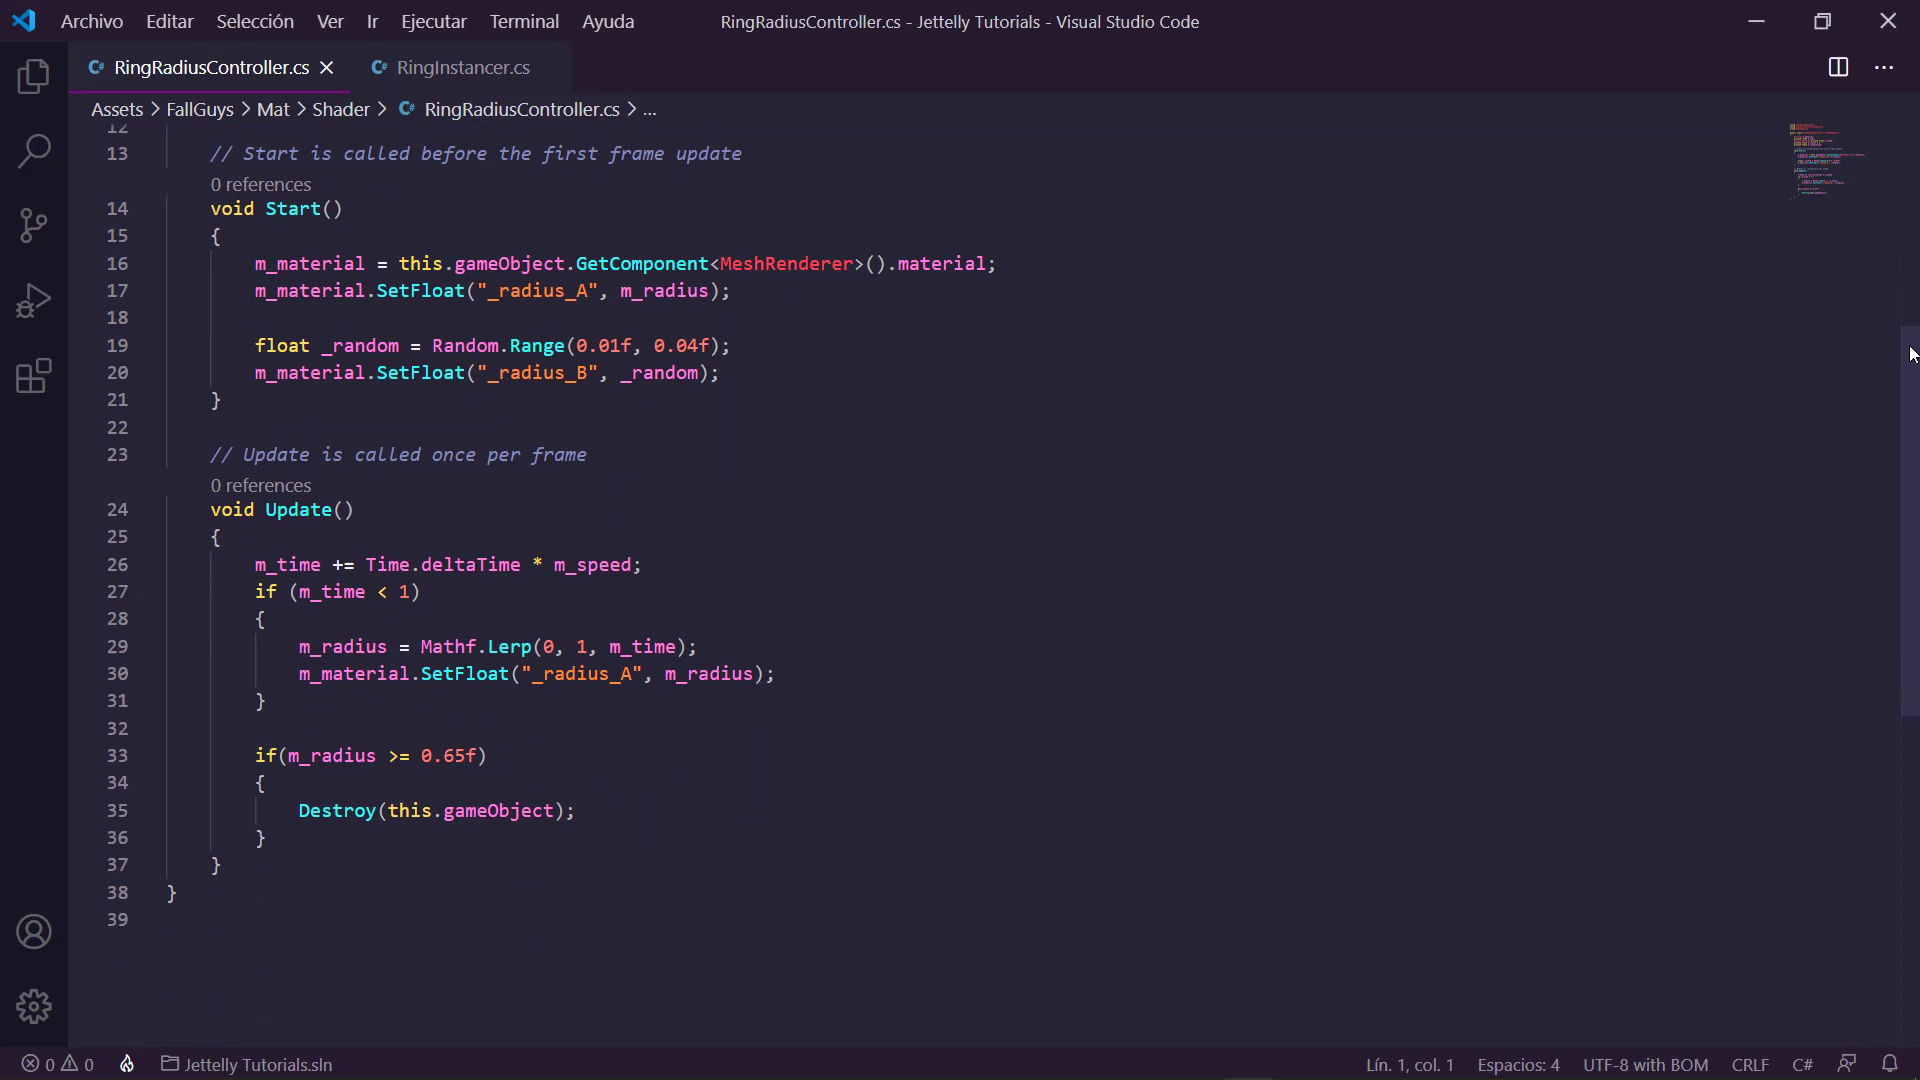 Archivo Editar Selección Ver Ir Ejecutar Terminal Ayuda RingRadiusController.cs - Jettelly Tutorials - Visual Studio Code
RingRadiusController.cs RingInstancer.cs
Assets > FallGuys > Mat > Shader > RingRadiusController.cs > ...
12
13 // Start is called before the first frame update
0 references
14 void Start()
15 {
16 m_material = this.gameObject.GetComponent<MeshRenderer>().material;
17 m_material.SetFloat("_radius_A", m_radius);
18
19 float _random = Random.Range(0.01f, 0.04f);
20 m_material.SetFloat("_radius_B", _random);
21 }
22
23 // Update is called once per frame
0 references
24 void Update()
25 {
26 m_time += Time.deltaTime * m_speed;
27 if (m_time < 1)
28 {
29 m_radius = Mathf.Lerp(0, 1, m_time);
30 m_material.SetFloat("_radius_A", m_radius);
31 }
32
33 if(m_radius >= 0.65f)
34 {
35 Destroy(this.gameObject);
36 }
37 }
38 }
39
0 0 Jettelly Tutorials.sln Lín. 1, col. 1 Espacios: 4 UTF-8 with BOM CRLF C#